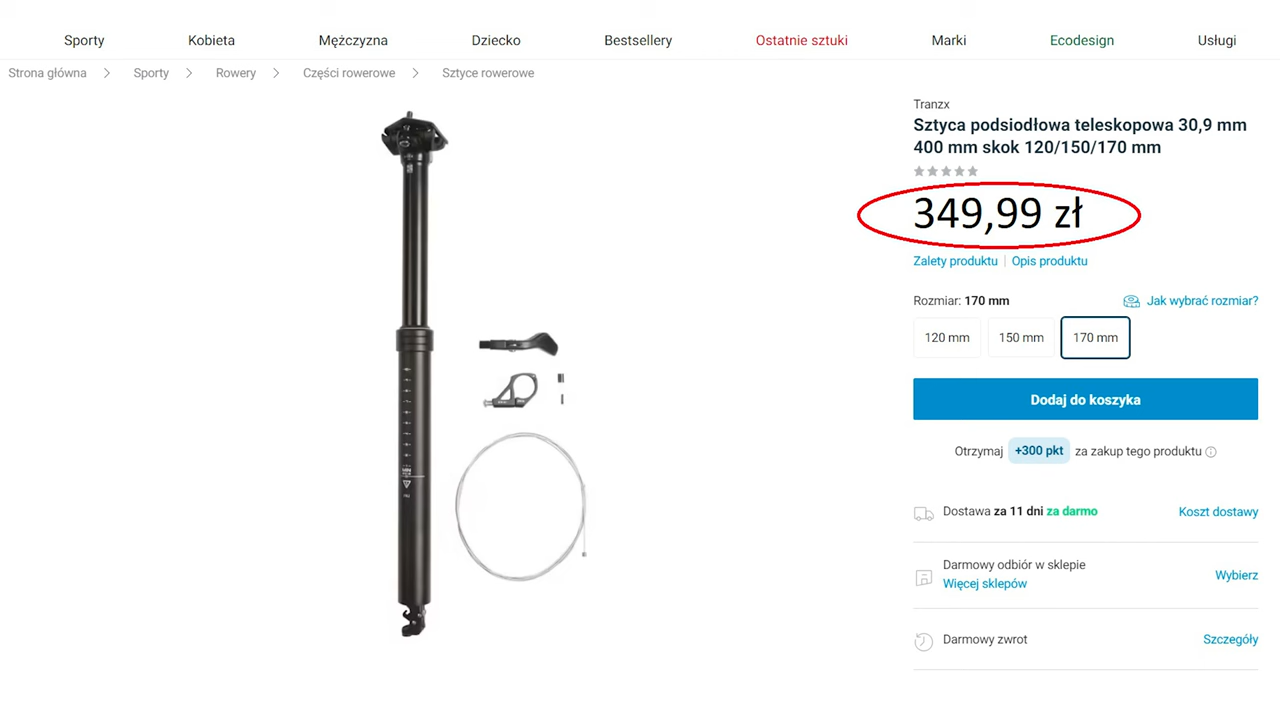 Sporty Kobieta Mężczyzna Dziecko Bestsellery Ostatnie sztuki Marki Ecodesign Usługi
Strona główna Sporty Rowery Części rowerowe Sztyce rowerowe
Tranzx
Sztyca podsiodłowa teleskopowa 30,9 mm
400 mm skok 120/150/170 mm
349,99 zł
Zalety produktu | Opis produktu
Rozmiar: 170 mm Jak wybrać rozmiar?
120 mm 150 mm 170 mm
Dodaj do koszyka
Otrzymaj +300 pkt za zakup tego produktu
Dostawa za 11 dni za darmo Koszt dostawy
Darmowy odbiór w sklepie
Więcej sklepów Wybierz
Darmowy zwrot Szczegóły